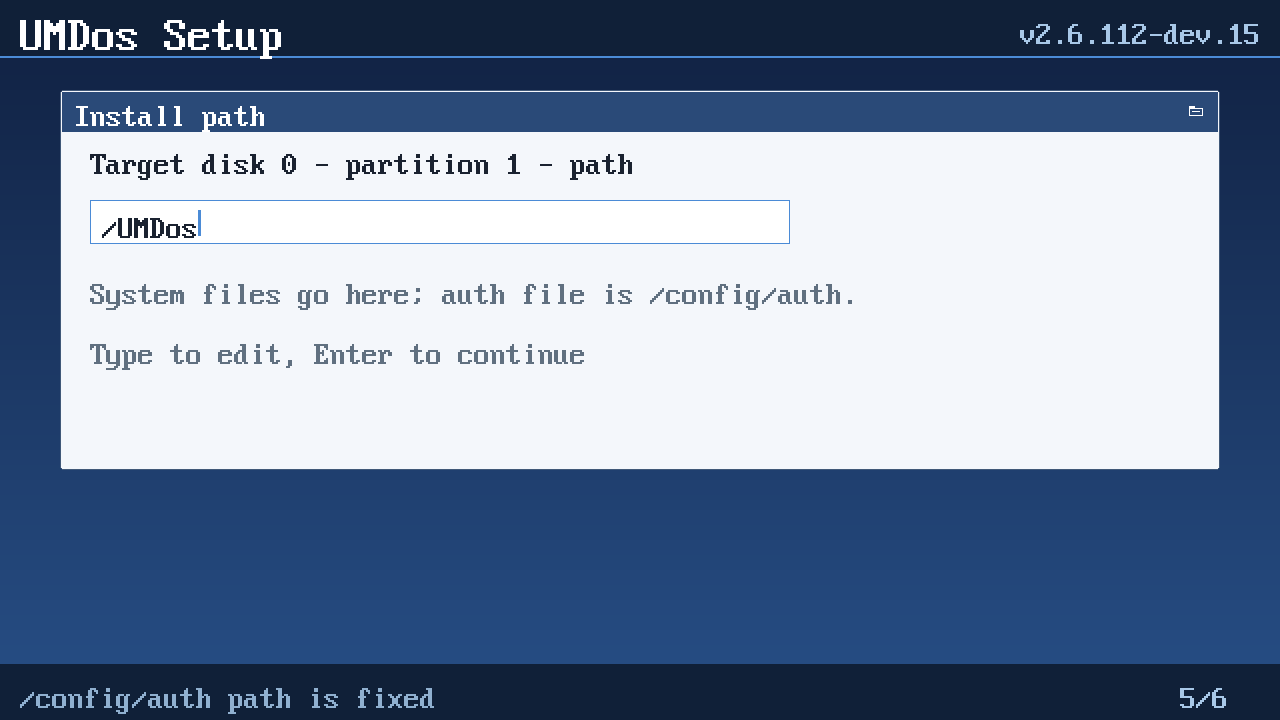 UMDos Setup
v2.6.112-dev.15
Install path
Target disk 0 - partition 1 - path
/UMDos
System files go here; auth file is /config/auth.
Type to edit, Enter to continue
/config/auth path is fixed
5/6